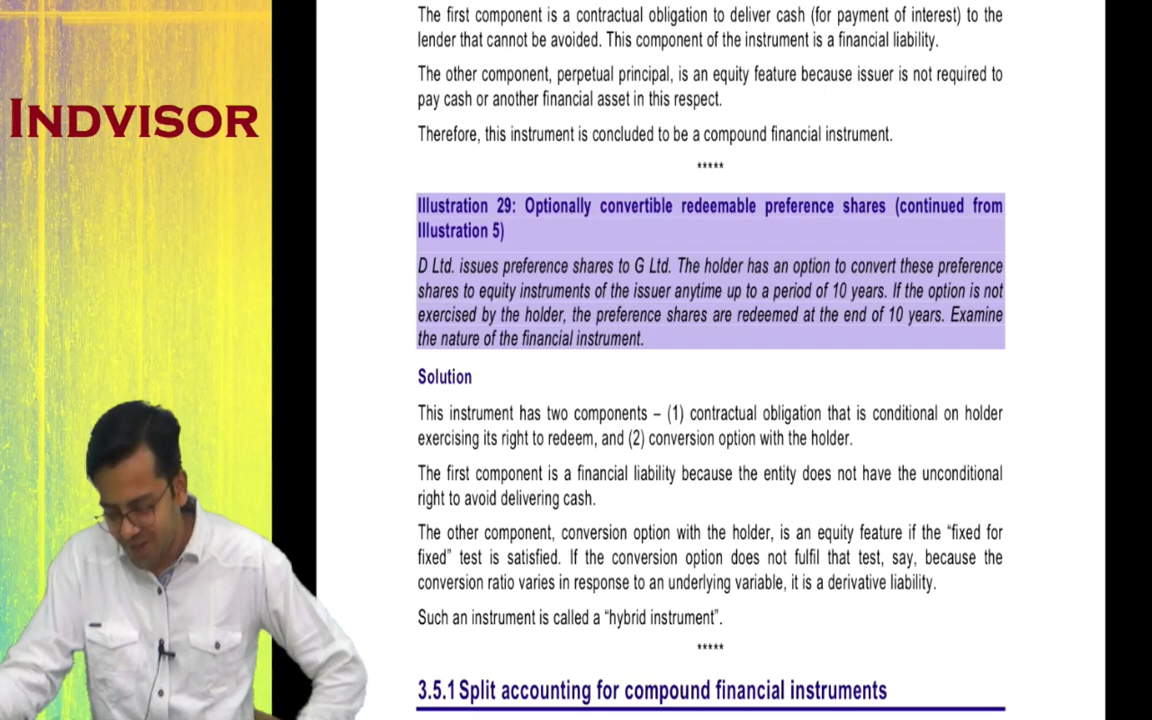 INDVISOR
The first component is a contractual obligation to deliver cash (for payment of interest) to the
lender that cannot be avoided. This component of the instrument is a financial liability.
The other component, perpetual principal, is an equity feature because issuer is not required to
pay cash or another financial asset in this respect.
Therefore, this instrument is concluded to be a compound financial instrument.
*****
Illustration 29: Optionally convertible redeemable preference shares (continued from
Illustration 5)
D Ltd. issues preference shares to G Ltd. The holder has an option to convert these preference
shares to equity instruments of the issuer anytime up to a period of 10 years. If the option is not
exercised by the holder, the preference shares are redeemed at the end of 10 years. Examine
the nature of the financial instrument.
Solution
This instrument has two components – (1) contractual obligation that is conditional on holder
exercising its right to redeem, and (2) conversion option with the holder.
The first component is a financial liability because the entity does not have the unconditional
right to avoid delivering cash.
The other component, conversion option with the holder, is an equity feature if the “fixed for
fixed” test is satisfied. If the conversion option does not fulfil that test, say, because the
conversion ratio varies in response to an underlying variable, it is a derivative liability.
Such an instrument is called a “hybrid instrument”.
*****
3.5.1 Split accounting for compound financial instruments